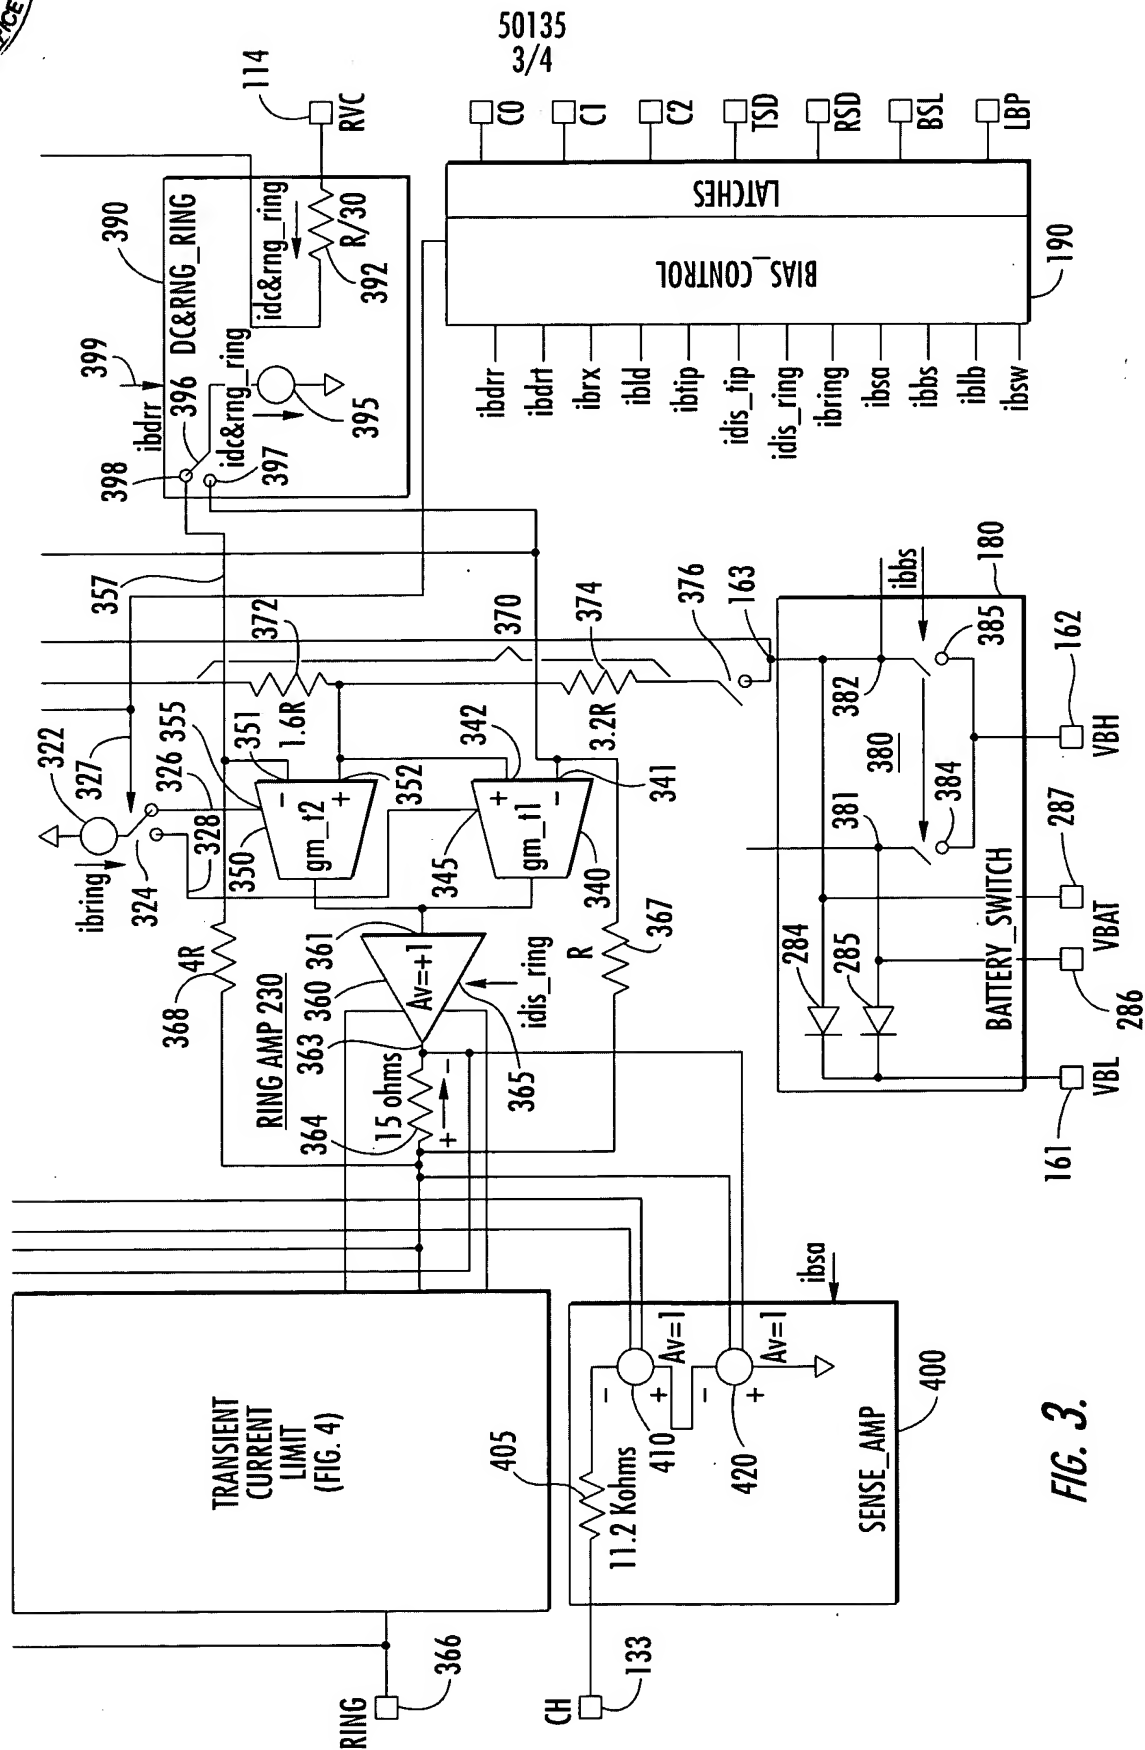 50135
3/4
114
RVC
390
DC&RNG_RING
idc&rng_ring
R/30
392
399
ibdrr
396
idc&rng_ring
395
398
397
C0
C1
C2
TSD
RSD
BSL
LBP
LATCHES
BIAS_CONTROL
190
ibdrr
ibdrt
ibrx
ibld
ibtip
idis_tip
idis_ring
ibring
ibsa
ibbs
iblb
ibsw
357
372
1.6R
370
374
3.2R
376
163
322
327
326
355
351
ibring
324
328
350
gm_t2
−
+
352
342
345
gm_t1
+
−
341
340
4R
368
RING AMP 230
360
361
Av=+1
363
365
idis_ring
R
367
15 ohms
364
+
−
180
ibbs
385
382
380
384
381
162
VBH
287
VBAT
286
284
285
BATTERY_SWITCH
VBL
161
TRANSIENT
CURRENT
LIMIT
(FIG. 4)
RING
366
405
11.2 Kohms
−
410
+
Av=1
−
420
+
Av=1
ibsa
SENSE_AMP
400
CH
133
FIG. 3.